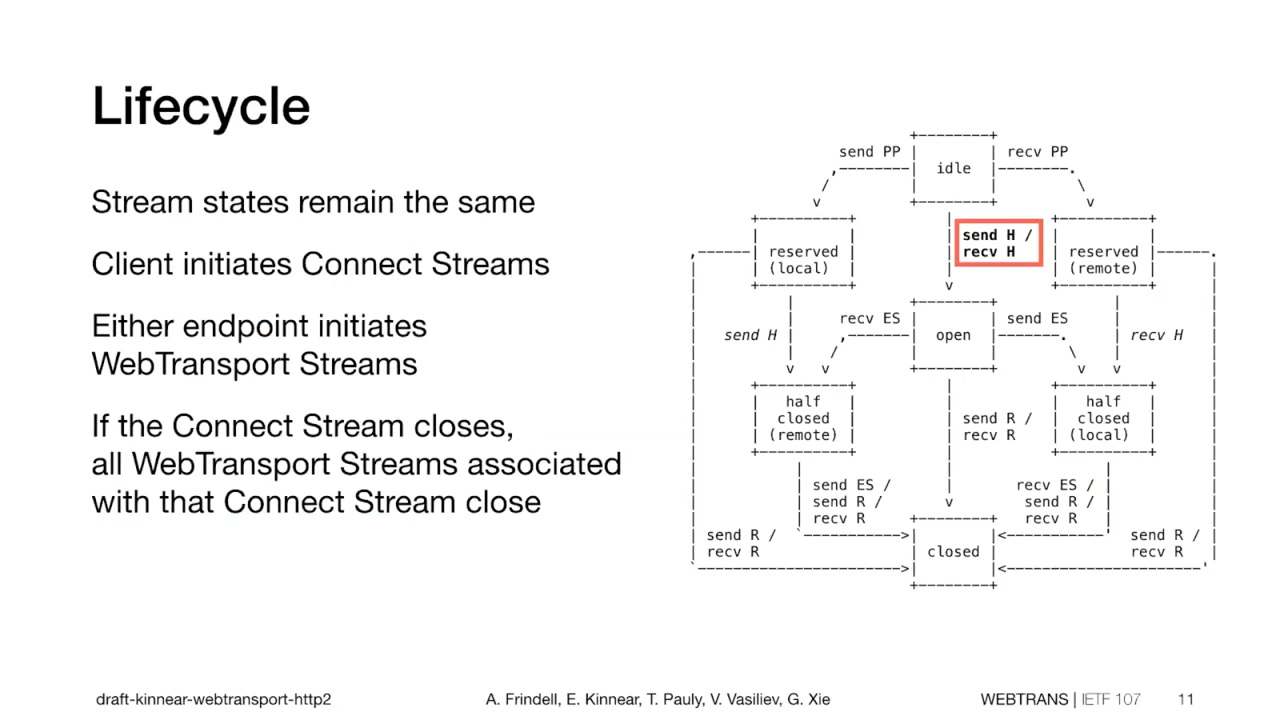 Lifecycle
Stream states remain the same
Client initiates Connect Streams
Either endpoint initiates
WebTransport Streams
If the Connect Stream closes,
all WebTransport Streams associated
with that Connect Stream close
send PP
recv PP
idle
send H /
recv H
reserved
(local)
reserved
(remote)
recv ES
send ES
send H
open
recv H
half
closed
(remote)
send R /
recv R
half
closed
(local)
send ES /
send R /
recv R
recv ES /
send R /
recv R
send R /
recv R
closed
send R /
recv R
draft-kinnear-webtransport-http2
A. Frindell, E. Kinnear, T. Pauly, V. Vasiliev, G. Xie
WEBTRANS | IETF 107
11